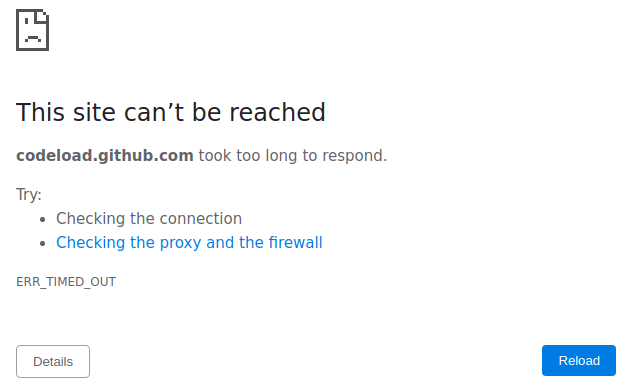 This site can’t be reached
codeload.github.com took too long to respond.
Try:
Checking the connection
Checking the proxy and the firewall
ERR_TIMED_OUT
Details
Reload